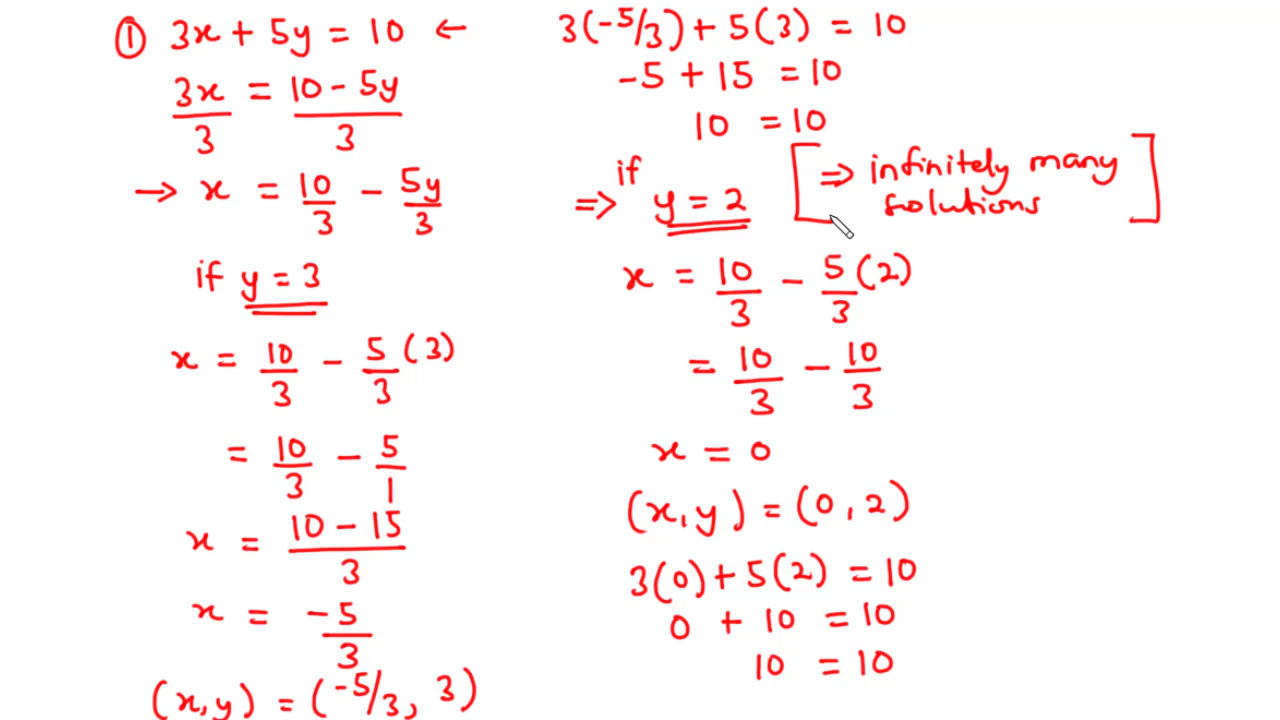 ① 3x + 5y = 10 ←
3x/3 = (10 - 5y)/3
→ x = 10/3 - 5y/3
if y = 3
x = 10/3 - 5/3 (3)
= 10/3 - 5/1
x = (10 - 15)/3
x = -5/3
(x,y) = (-5/3, 3)
3(-5/3) + 5(3) = 10
-5 + 15 = 10
10 = 10
if
⇒ y = 2
[⇒ infinitely many
solutions]
x = 10/3 - 5/3 (2)
= 10/3 - 10/3
x = 0
(x,y) = (0,2)
3(0) + 5(2) = 10
0 + 10 = 10
10 = 10